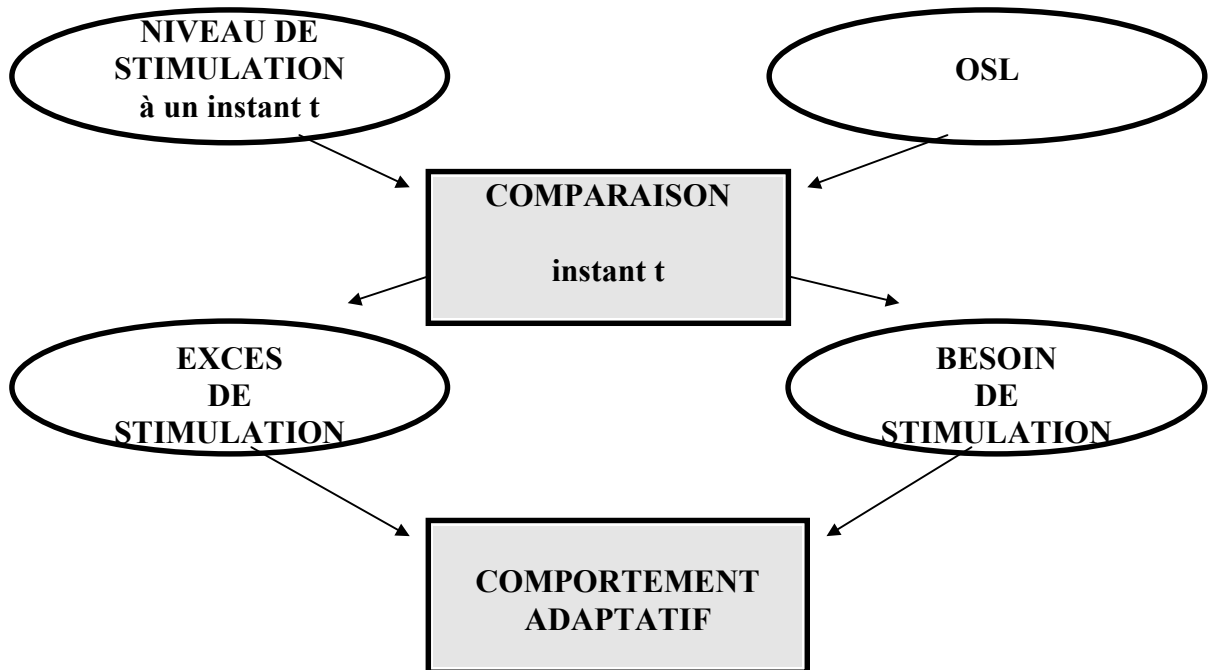 NIVEAU DE
STIMULATION
à un instant t
OSL
COMPARAISON
instant t
EXCES
DE
STIMULATION
BESOIN
DE
STIMULATION
COMPORTEMENT
ADAPTATIF